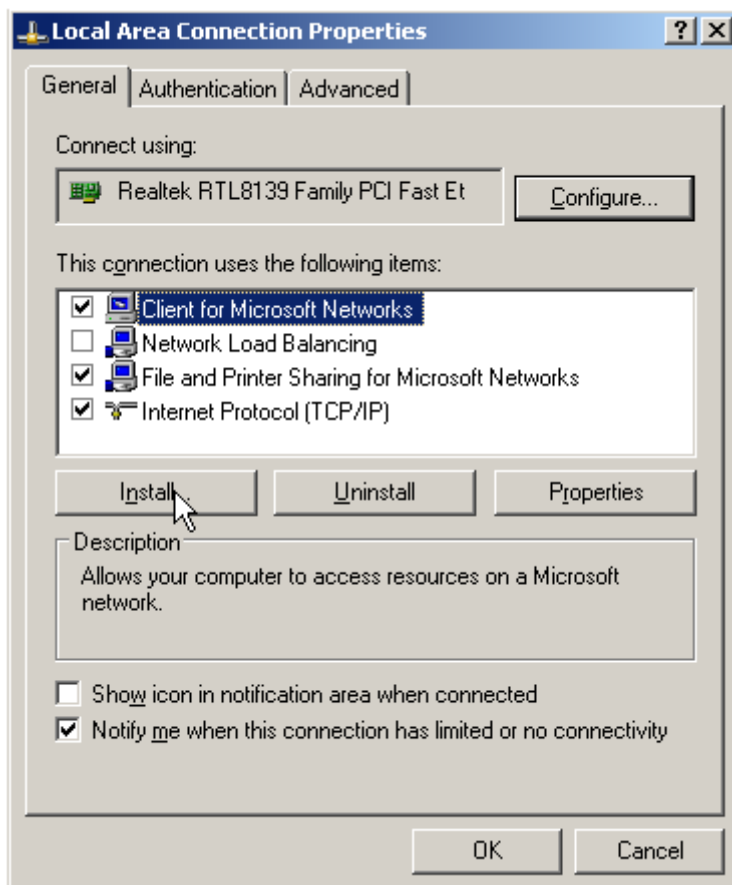 Local Area Connection Properties
General Authentication Advanced
Connect using:
Realtek RTL8139 Family PCI Fast Et Configure...
This connection uses the following items:
Client for Microsoft Networks
Network Load Balancing
File and Printer Sharing for Microsoft Networks
Internet Protocol (TCP/IP)
Install... Uninstall Properties
Description
Allows your computer to access resources on a Microsoft
network.
Show icon in notification area when connected
Notify me when this connection has limited or no connectivity
OK Cancel